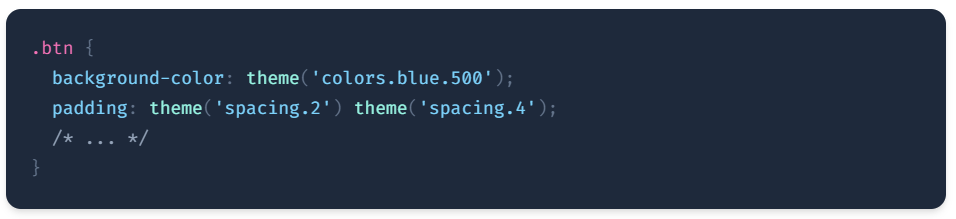 .btn {
  background-color: theme('colors.blue.500');
  padding: theme('spacing.2') theme('spacing.4');
  /* ... */
}